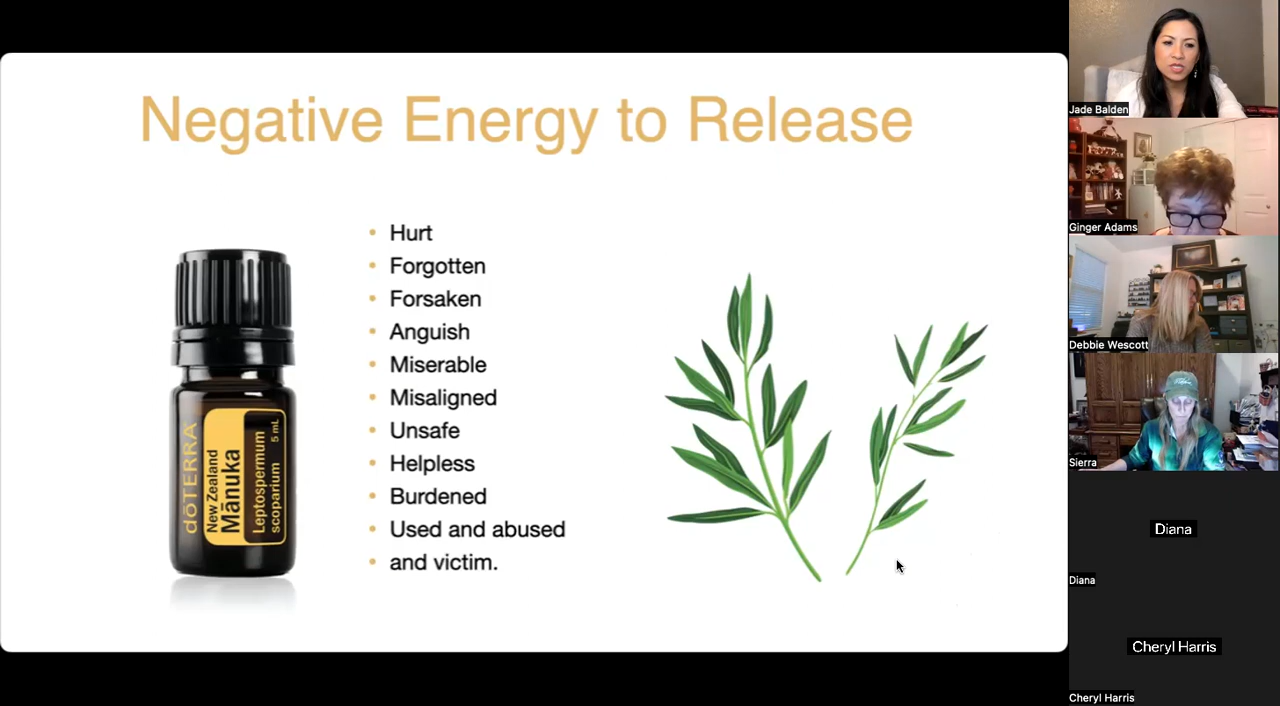 Negative Energy to Release
Hurt
Forgotten
Forsaken
Anguish
Miserable
Misaligned
Unsafe
Helpless
Burdened
Used and abused
and victim.
dōTERRA
New Zealand
Mānuka
Leptospermum
scoparium 5 mL
Jade Balden
Ginger Adams
Debbie Wescott
Sierra
Diana
Diana
Cheryl Harris
Cheryl Harris